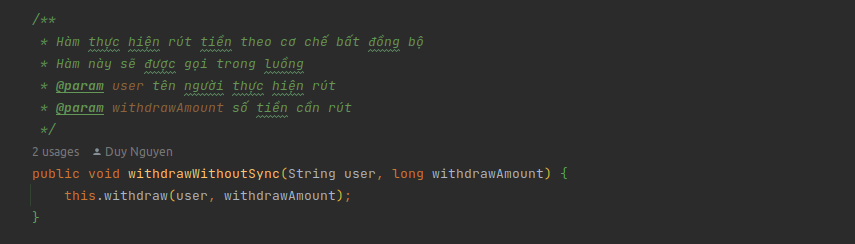 /**
* Hàm thực hiện rút tiền theo cơ chế bất đồng bộ
* Hàm này sẽ được gọi trong luồng
* @param user tên người thực hiện rút
* @param withdrawAmount số tiền cần rút
*/
2 usages Duy Nguyen
public void withdrawWithoutSync(String user, long withdrawAmount) {
this.withdraw(user, withdrawAmount);
}